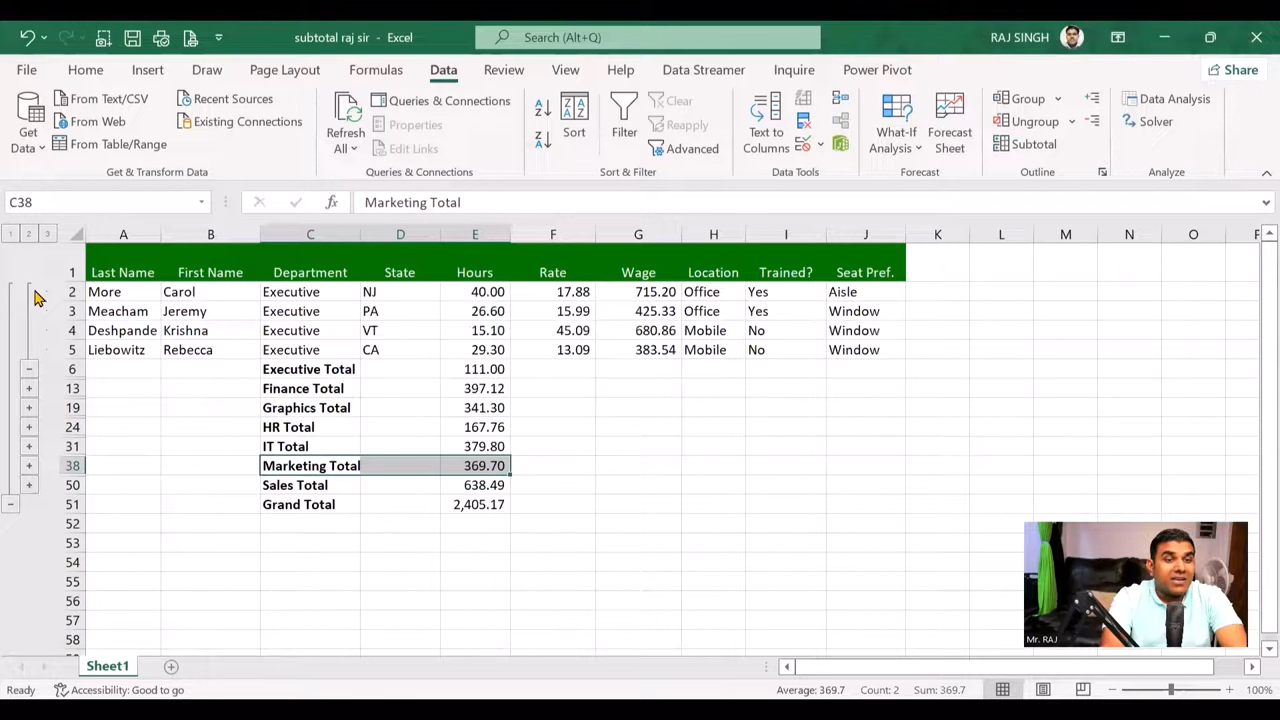 subtotal raj sir - Excel
Search (Alt+Q)
RAJ SINGH
File Home Insert Draw Page Layout Formulas Data Review View Help Data Streamer Inquire Power Pivot Share
Get Data
From Text/CSV
From Web
From Table/Range
Recent Sources
Existing Connections
Get & Transform Data
Refresh All
Queries & Connections
Properties
Edit Links
Queries & Connections
Sort
Filter
Clear
Reapply
Advanced
Sort & Filter
Text to Columns
Data Tools
What-If Analysis
Forecast Sheet
Forecast
Group
Ungroup
Subtotal
Outline
Data Analysis
Solver
Analyze
C38
fx
Marketing Total
1 2 3 A B C D E F G H I J K L M N O P
1 Last Name First Name Department State Hours Rate Wage Location Trained? Seat Pref.
2 More Carol Executive NJ 40.00 17.88 715.20 Office Yes Aisle
3 Meacham Jeremy Executive PA 26.60 15.99 425.33 Office Yes Window
4 Deshpande Krishna Executive VT 15.10 45.09 680.86 Mobile No Window
5 Liebowitz Rebecca Executive CA 29.30 13.09 383.54 Mobile No Window
6 Executive Total 111.00
13 Finance Total 397.12
19 Graphics Total 341.30
24 HR Total 167.76
31 IT Total 379.80
38 Marketing Total 369.70
50 Sales Total 638.49
51 Grand Total 2,405.17
52
53
54
55
56
57
58
Mr. RAJ
Sheet1
Ready Accessibility: Good to go Average: 369.7 Count: 2 Sum: 369.7 100%